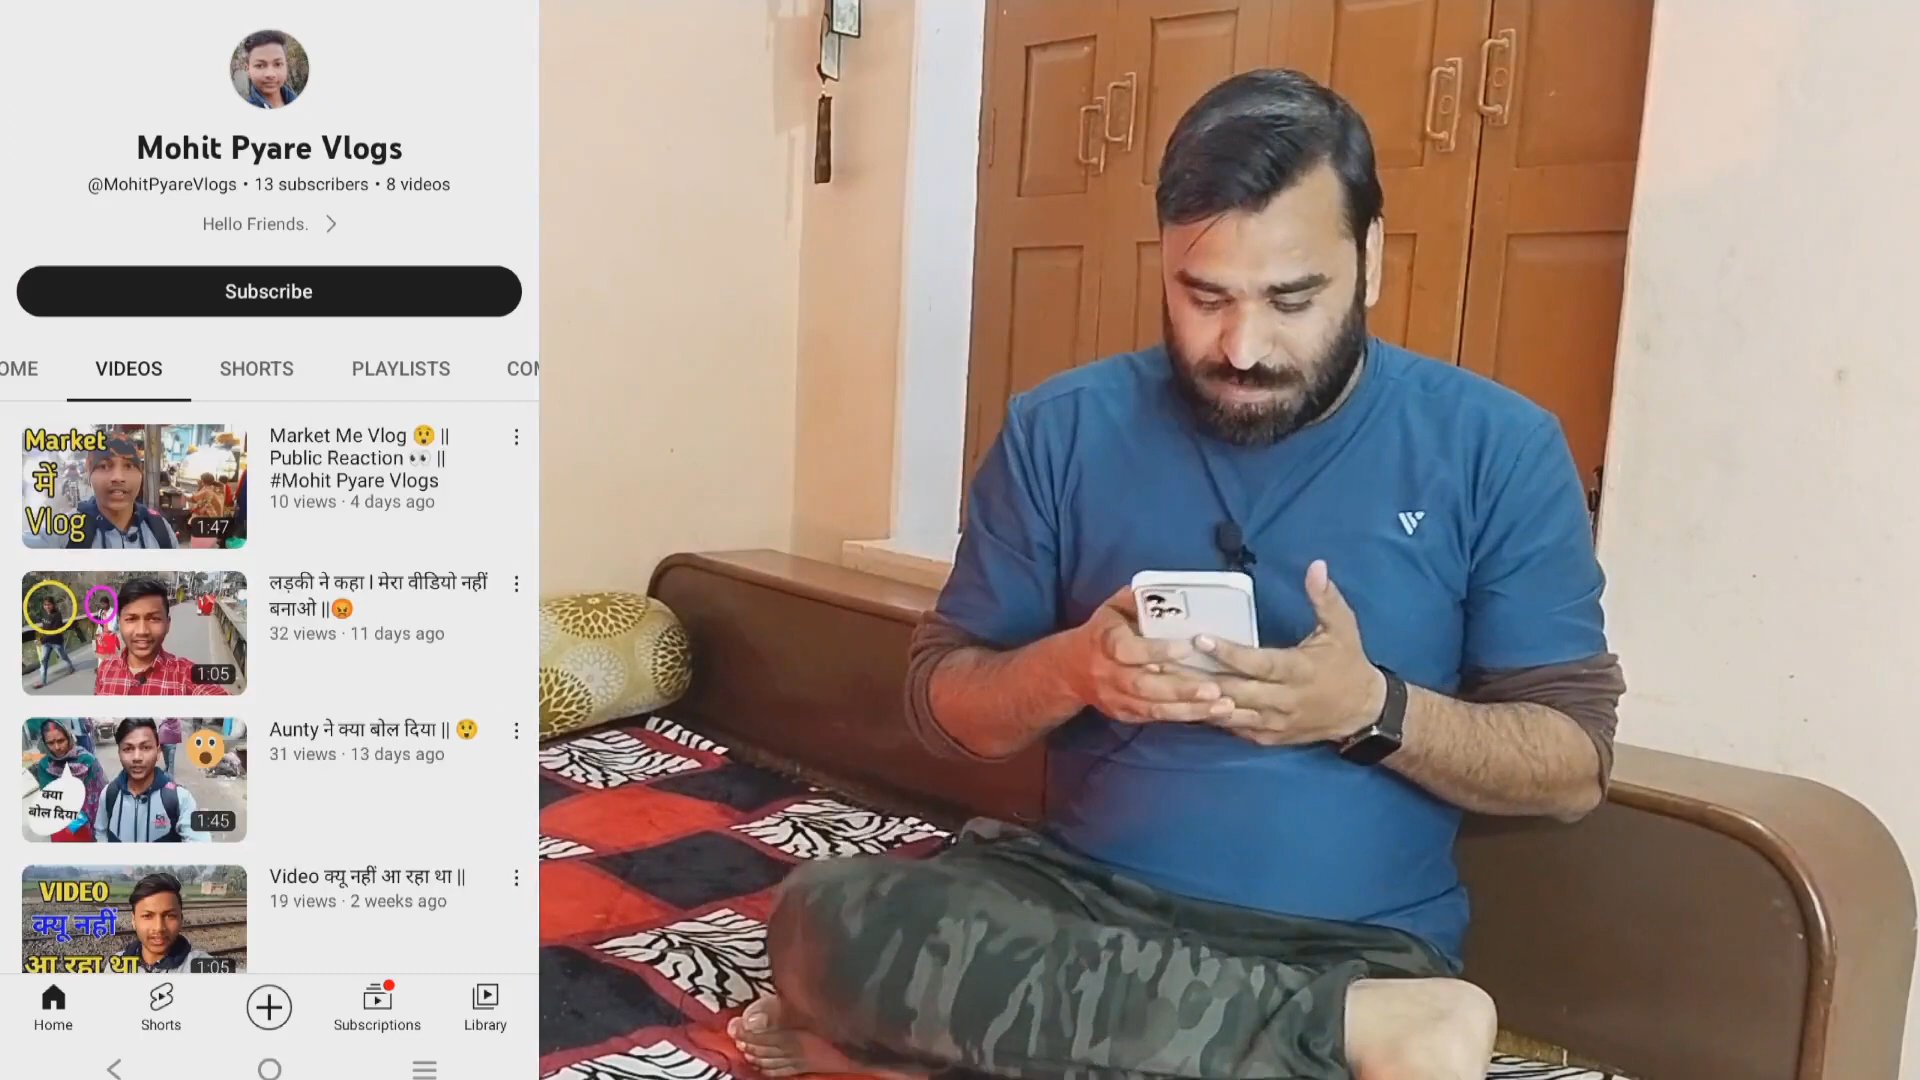 Mohit Pyare Vlogs
@MohitPyareVlogs • 13 subscribers • 8 videos
Hello Friends.
Subscribe
OME
VIDEOS
SHORTS
PLAYLISTS
COM
Market
में
Vlog
1:47
Market Me Vlog 😲 ||
Public Reaction 👀 ||
#Mohit Pyare Vlogs
10 views · 4 days ago
1:05
लड़की ने कहा l मेरा वीडियो नहीं
बनाओ ||😡
32 views · 11 days ago
क्या
बोल दिया
1:45
Aunty ने क्या बोल दिया || 😲
31 views · 13 days ago
VIDEO
क्यू नहीं
आ रहा था
1:05
Video क्यू नहीं आ रहा था ||
19 views · 2 weeks ago
Home
Shorts
Subscriptions
Library